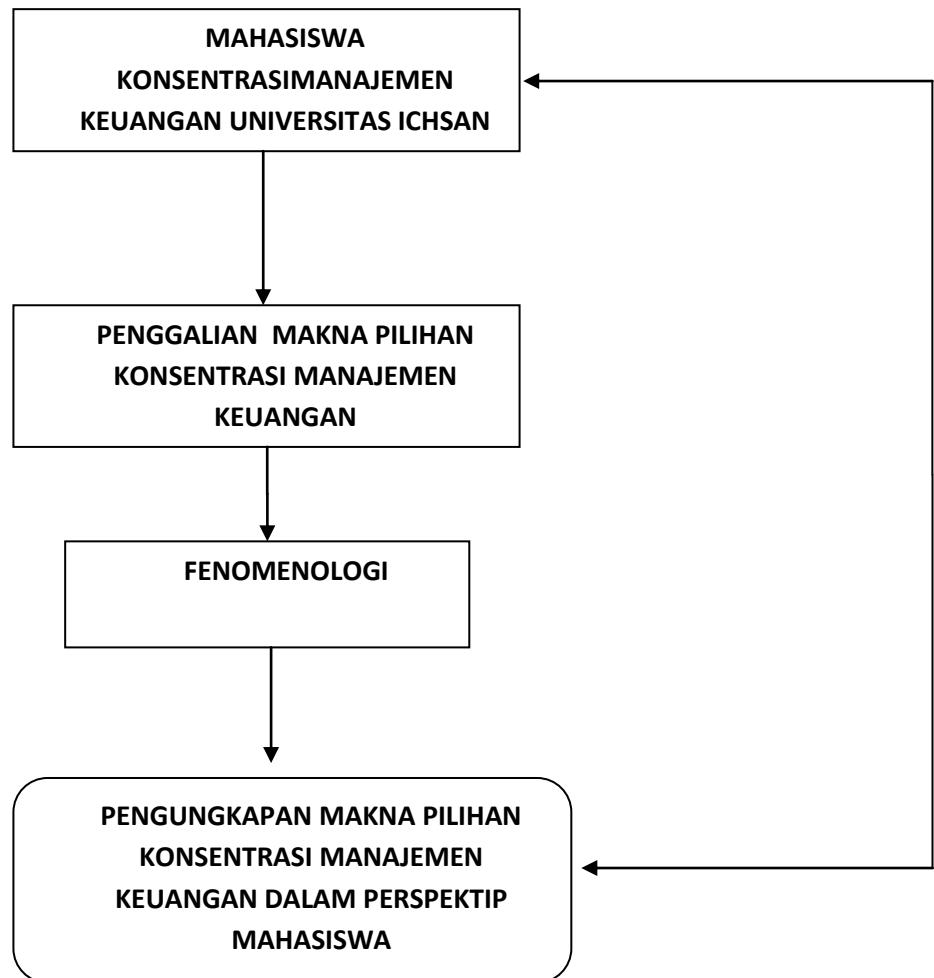 MAHASISWA
KONSENTRASIMANAJEMEN
KEUANGAN UNIVERSITAS ICHSAN
PENGGALIAN MAKNA PILIHAN
KONSENTRASI MANAJEMEN
KEUANGAN
FENOMENOLOGI
PENGUNGKAPAN MAKNA PILIHAN
KONSENTRASI MANAJEMEN
KEUANGAN DALAM PERSPEKTIP
MAHASISWA